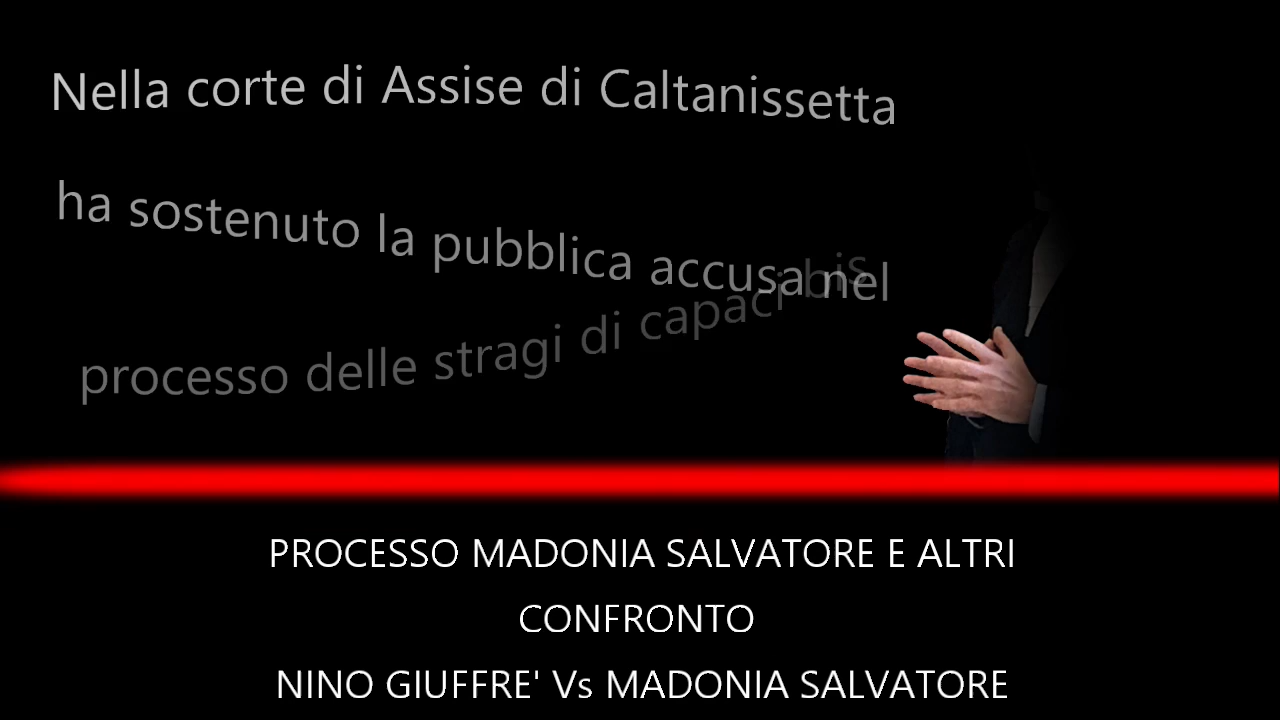 Nella corte di Assise di Caltanissetta
ha sostenuto la pubblica accusa nel
processo delle stragi di capaci bis
PROCESSO MADONIA SALVATORE E ALTRI
CONFRONTO
NINO GIUFFRE' Vs MADONIA SALVATORE